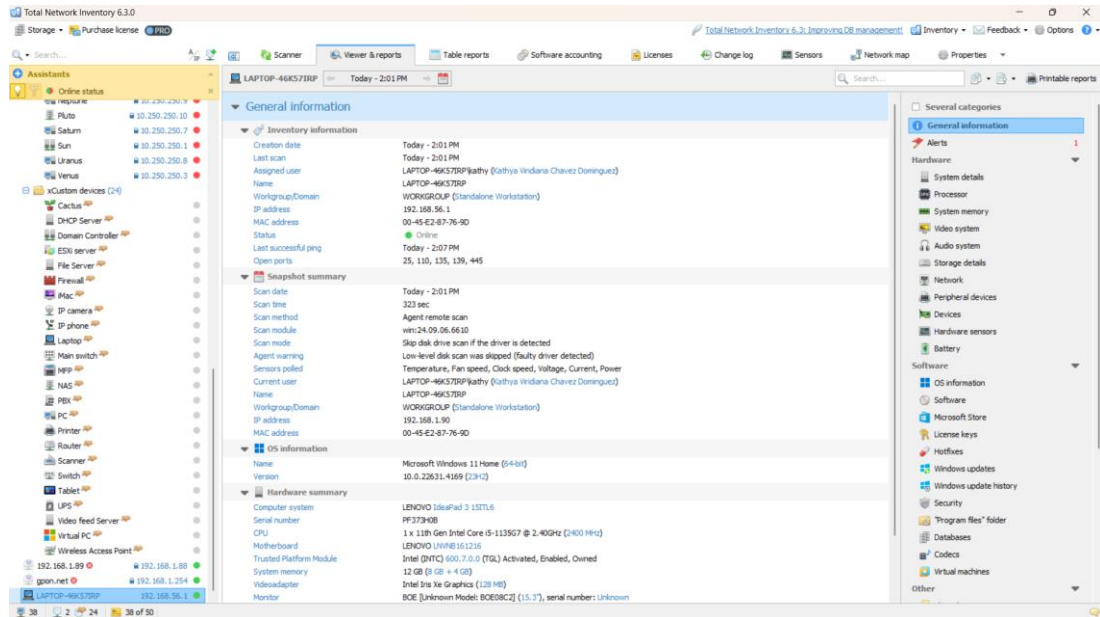 Total Network Inventory 6.3.0
Storage Purchase license PRO
Total Network Inventory 6.3: Improving DB management! Inventory Feedback Options
Search...
Scanner Viewer & reports Table reports Software accounting Licenses Change log Sensors Network map Properties
Assistants
Online status
Neptune 10.250.250.9
Pluto 10.250.250.10
Saturn 10.250.250.7
Sun 10.250.250.1
Uranus 10.250.250.8
Venus 10.250.250.3
xCustom devices (24)
Cactus
DHCP Server
Domain Controller
ESXi server
File Server
Firewall
iMac
IP camera
IP phone
Laptop
Main switch
MFP
NAS
PBX
PC
Printer
Router
Scanner
Switch
Tablet
UPS
Video feed Server
Virtual PC
Wireless Access Point
192.168.1.89 192.168.1.88
gpon.net 192.168.1.254
LAPTOP-46K57IRP 192.168.56.1
38 2 24 38 of 50
LAPTOP-46K57IRP Today - 2:01 PM Search... Printable reports
General information
Inventory information
Creation date Today - 2:01 PM
Last scan Today - 2:01 PM
Assigned user LAPTOP-46K57IRP\kathy (Kathya Viridiana Chavez Dominguez)
Name LAPTOP-46K57IRP
Workgroup/Domain WORKGROUP (Standalone Workstation)
IP address 192.168.56.1
MAC address 00-45-E2-87-76-9D
Status Online
Last successful ping Today - 2:07 PM
Open ports 25, 110, 135, 139, 445
Snapshot summary
Scan date Today - 2:01 PM
Scan time 323 sec
Scan method Agent remote scan
Scan module win:24.09.06.6610
Scan mode Skip disk drive scan if the driver is detected
Agent warning Low-level disk scan was skipped (faulty driver detected)
Sensors polled Temperature, Fan speed, Clock speed, Voltage, Current, Power
Current user LAPTOP-46K57IRP\kathy (Kathya Viridiana Chavez Dominguez)
Name LAPTOP-46K57IRP
Workgroup/Domain WORKGROUP (Standalone Workstation)
IP address 192.168.1.90
MAC address 00-45-E2-87-76-9D
OS information
Name Microsoft Windows 11 Home (64-bit)
Version 10.0.22631.4169 (23H2)
Hardware summary
Computer system LENOVO IdeaPad 3 15ITL6
Serial number PF373H0B
CPU 1 x 11th Gen Intel Core i5-1135G7 @ 2.40GHz (2400 MHz)
Motherboard LENOVO LNVNB161216
Trusted Platform Module Intel (INTC) 600.7.0.0 (TGL) Activated, Enabled, Owned
System memory 12 GB (8 GB + 4 GB)
Videoadapter Intel Iris Xe Graphics (128 MB)
Monitor BOE [Unknown Model: BOE08C2] (15.3"), serial number: Unknown
Several categories
General information
Alerts 1
Hardware
System details
Processor
System memory
Video system
Audio system
Storage details
Network
Peripheral devices
Devices
Hardware sensors
Battery
Software
OS information
Software
Microsoft Store
License keys
Hotfixes
Windows updates
Windows update history
Security
"Program files" folder
Databases
Codecs
Virtual machines
Other